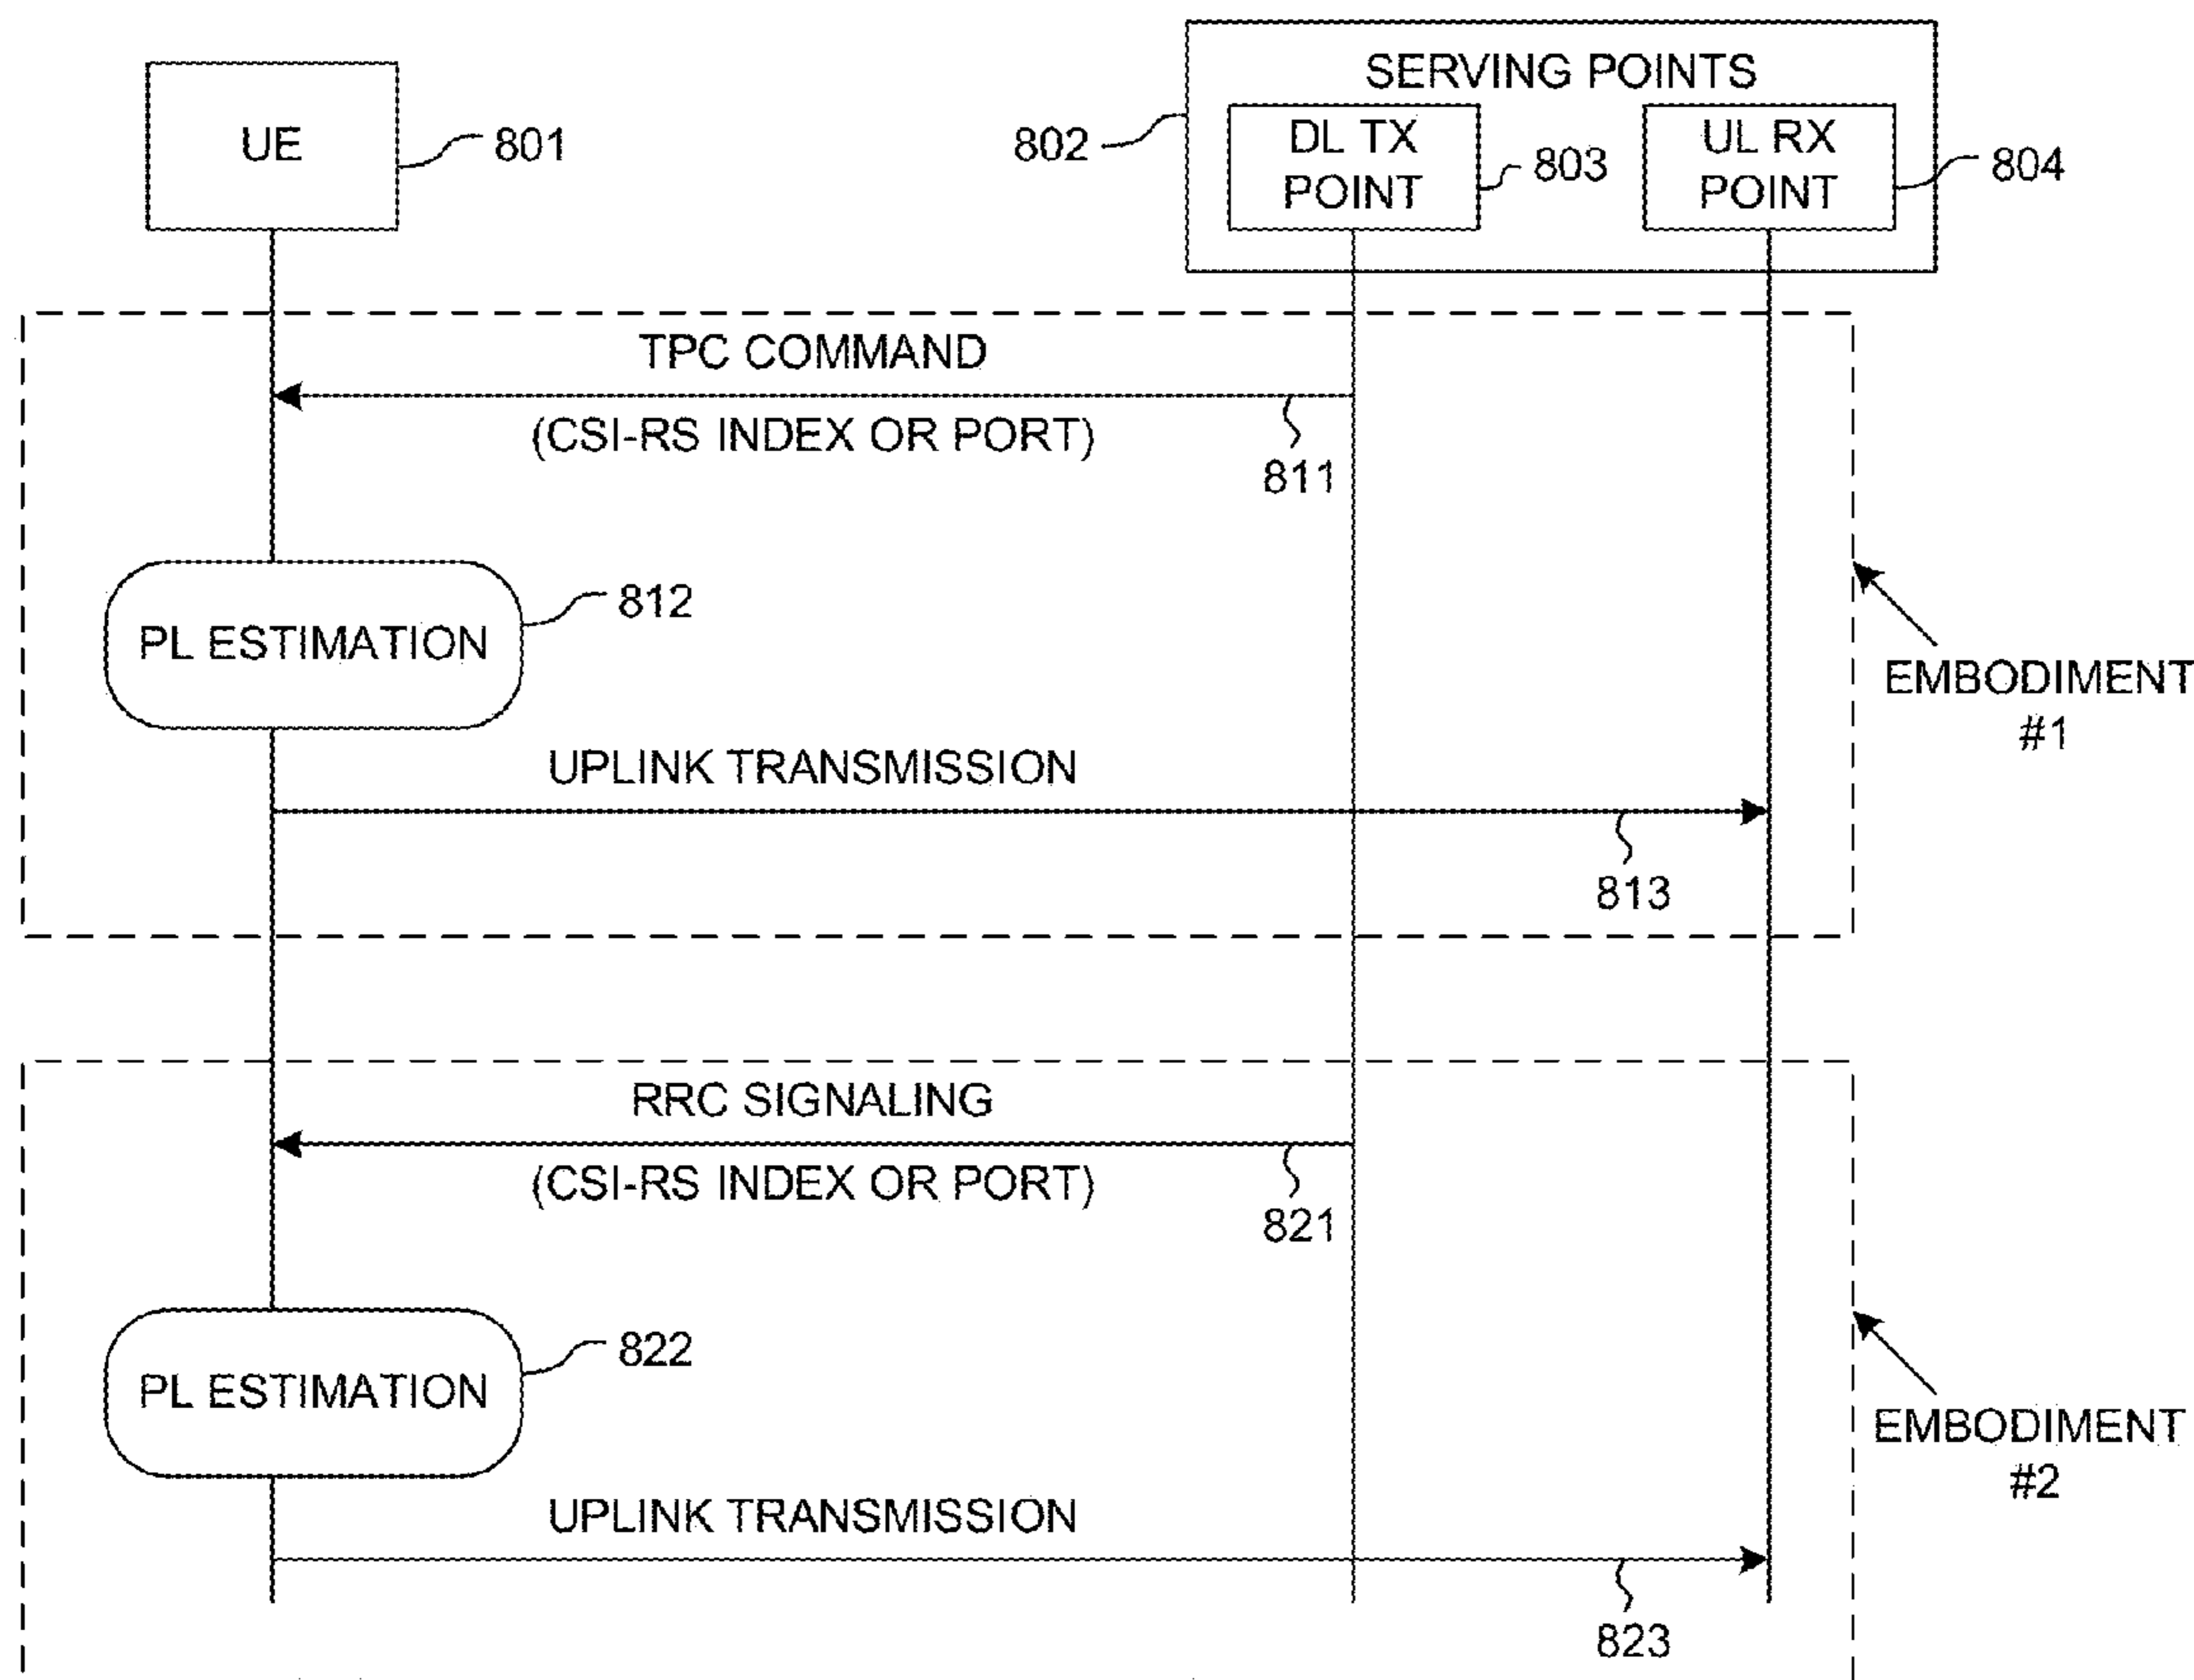 SERVING POINTS
UE
801
802
DL TX
POINT
803
UL RX
POINT
804
TPC COMMAND
(CSI-RS INDEX OR PORT)
811
PL ESTIMATION
812
EMBODIMENT
#1
UPLINK TRANSMISSION
813
RRC SIGNALING
(CSI-RS INDEX OR PORT)
821
PL ESTIMATION
822
EMBODIMENT
#2
UPLINK TRANSMISSION
823